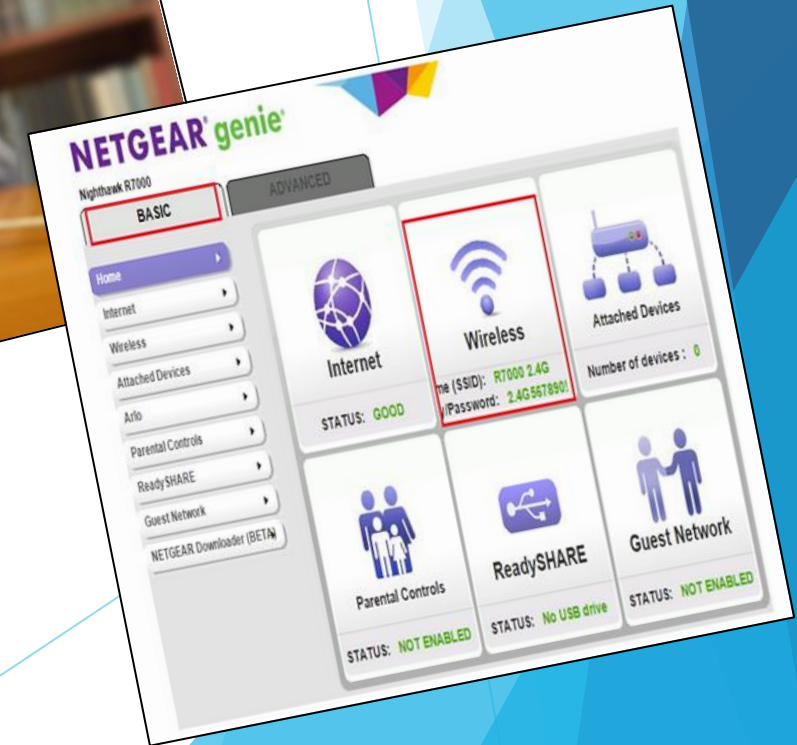 NETGEAR® genie®
Nighthawk R7000
BASIC
ADVANCED
Home
Internet
Wireless
Attached Devices
Arlo
Parental Controls
ReadySHARE
Guest Network
NETGEAR Downloader (BETA)
Internet
STATUS: GOOD
Wireless
me (SSID): R7000 2.4G
y/Password: 2.4G567890!
Attached Devices
Number of devices : 0
Parental Controls
STATUS: NOT ENABLED
ReadySHARE
STATUS: No USB drive
Guest Network
STATUS: NOT ENABLED